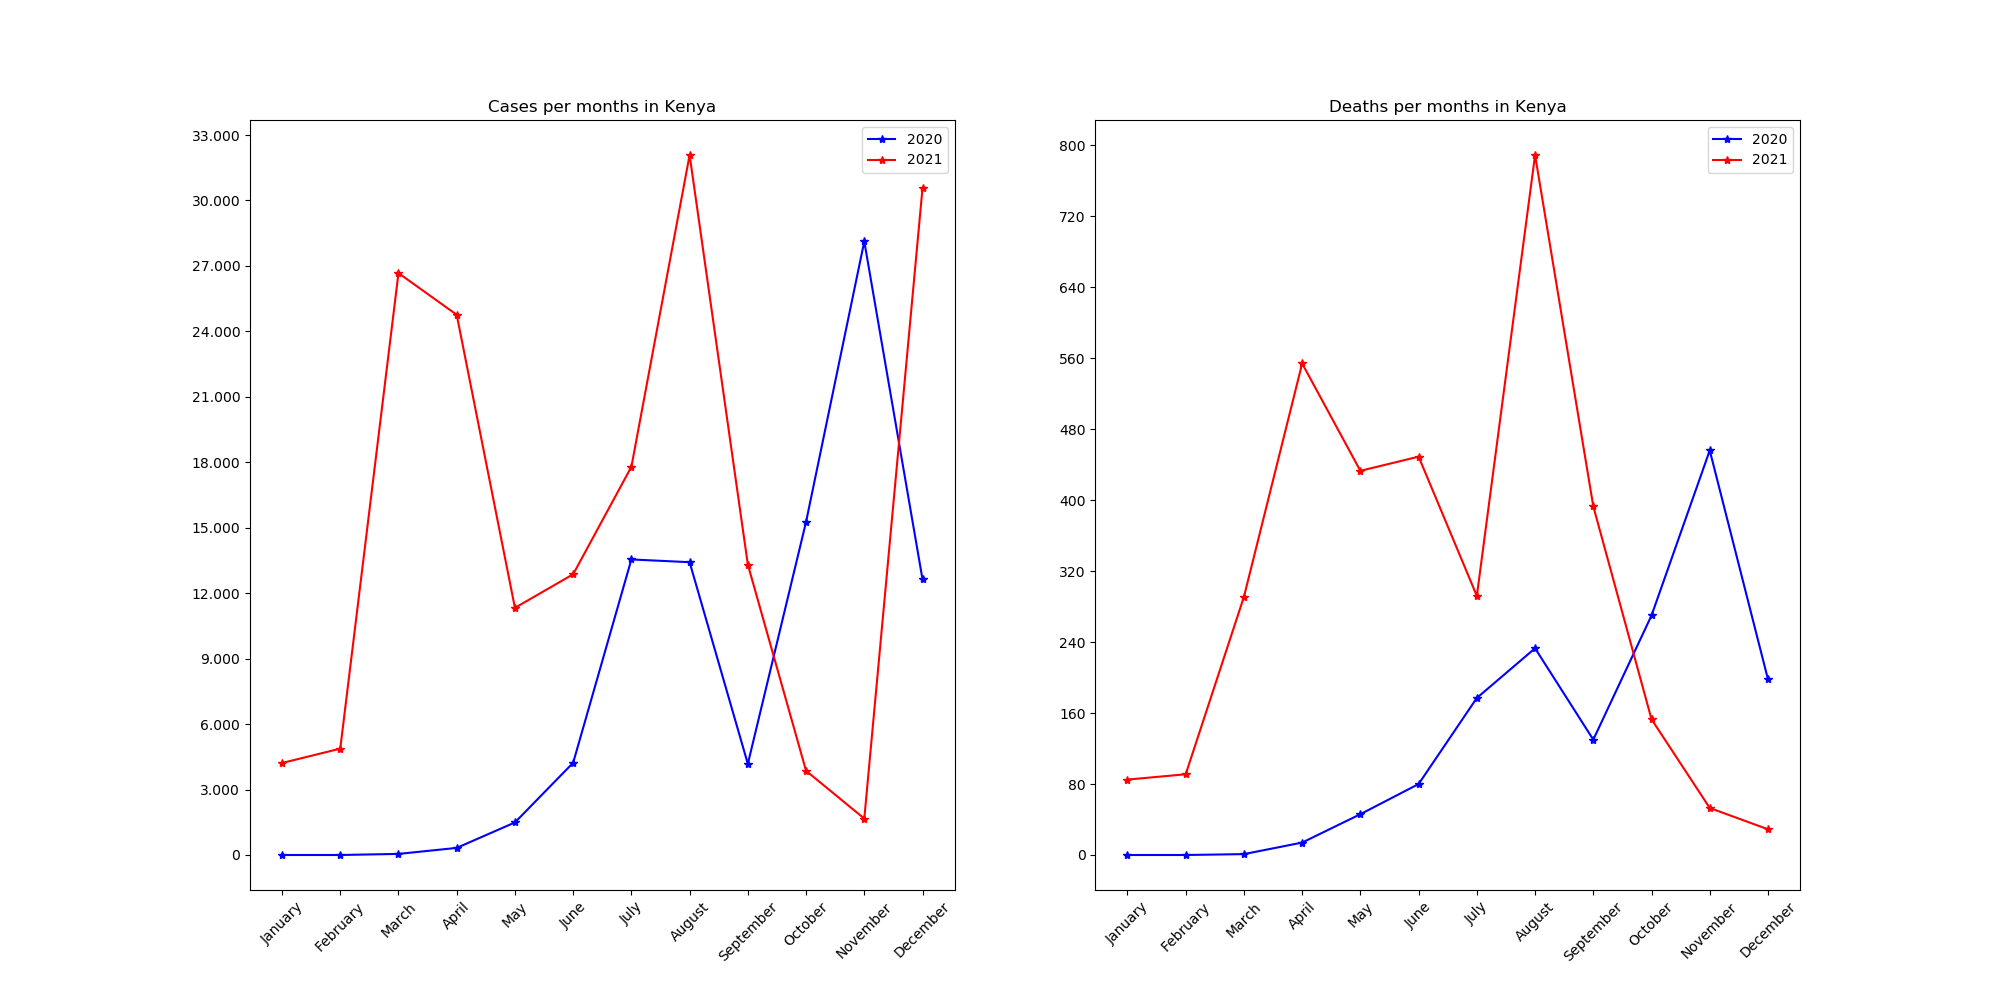 Cases per months in Kenya
33.000
30.000
27.000
24.000
21.000
18.000
15.000
12.000
9.000
6.000
3.000
0
2020
2021
January
February
March
April
May
June
July
August
September
October
November
December
Deaths per months in Kenya
800
720
640
560
480
400
320
240
160
80
0
2020
2021
January
February
March
April
May
June
July
August
September
October
November
December